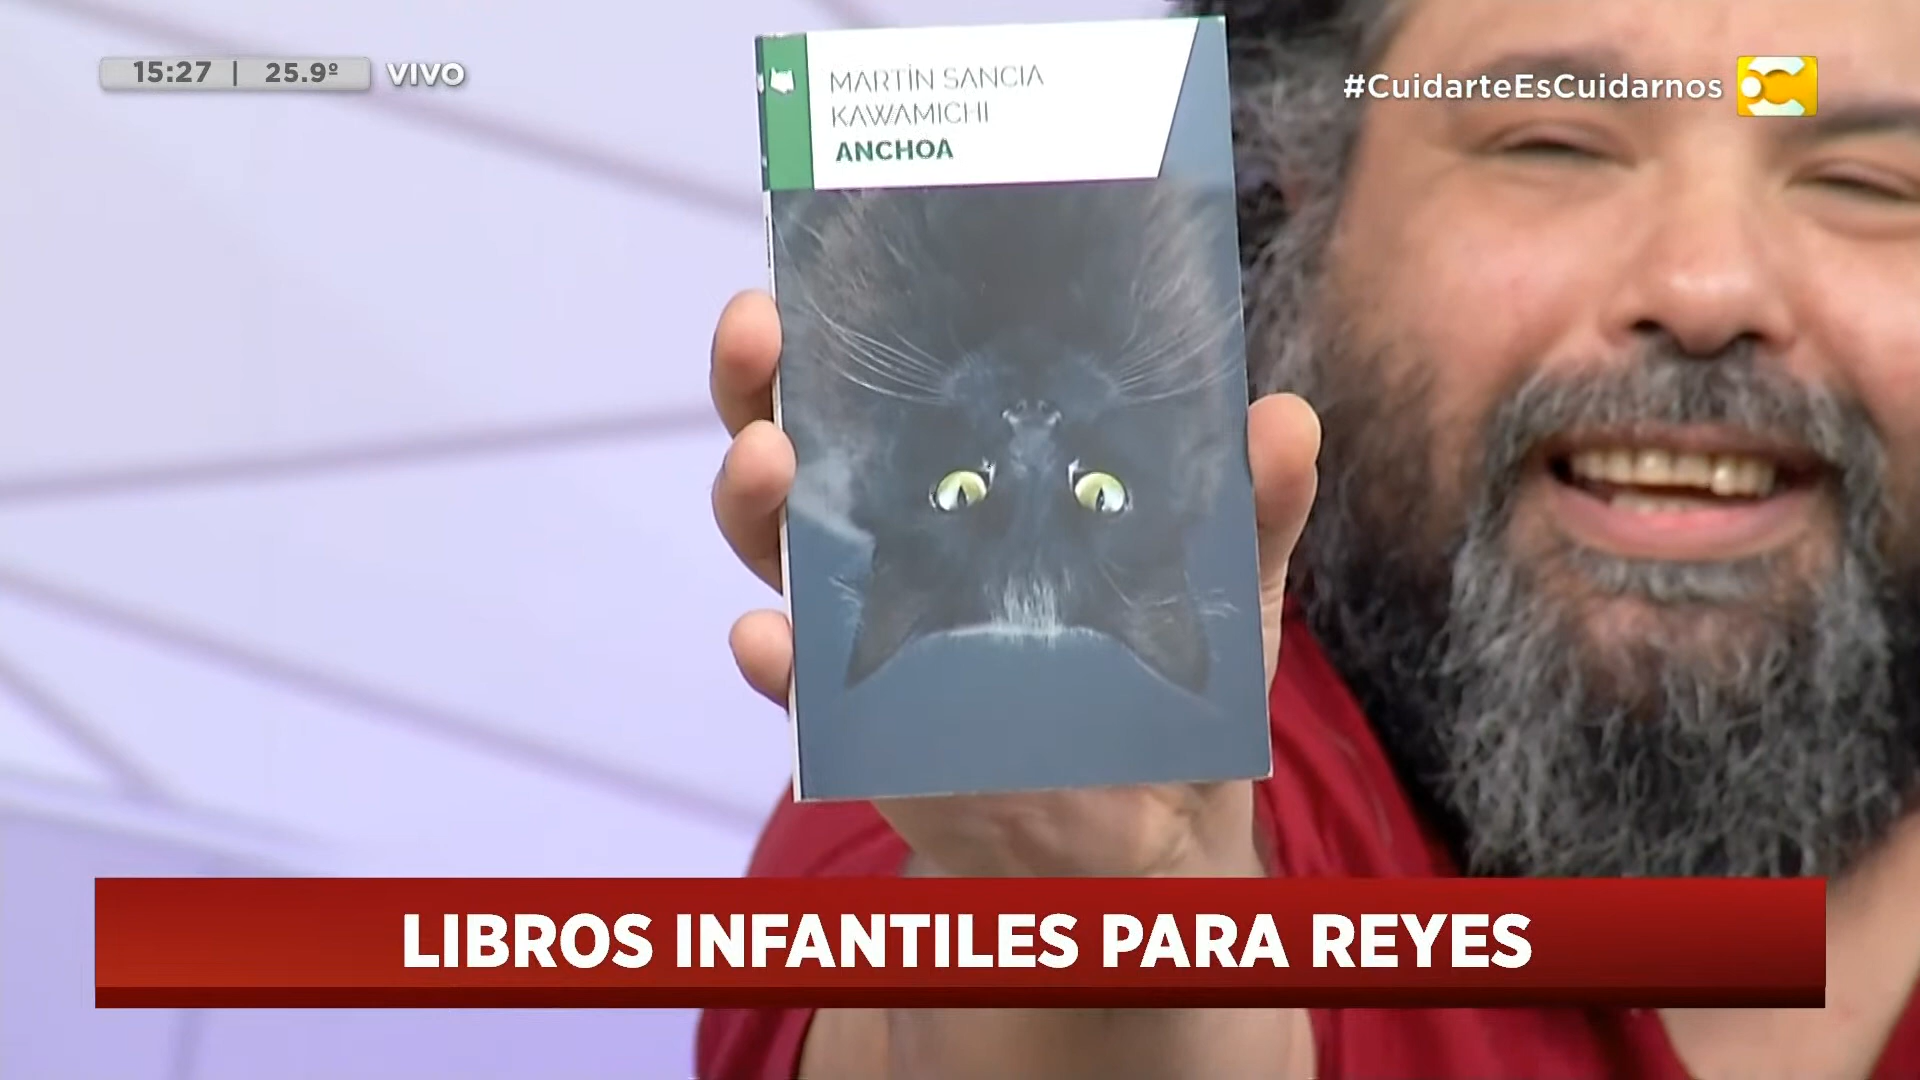 15:27 | 25.9º VIVO
#CuidarteEsCuidarnos
MARTÍN SANCIA
KAWAMICHI
ANCHOA
LIBROS INFANTILES PARA REYES